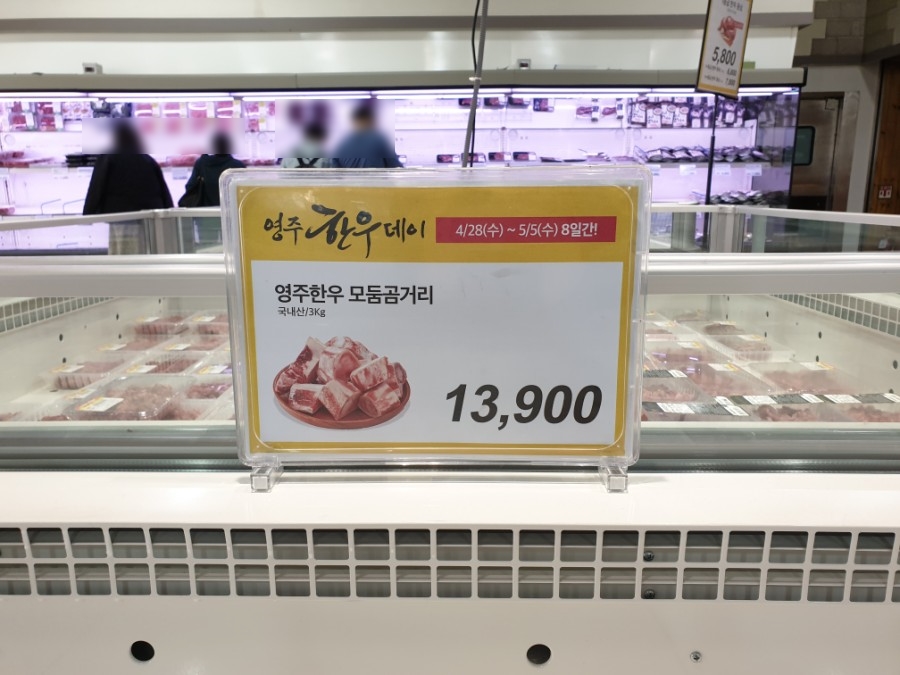 5,800
영주 한우 데이
4/28(수) ~ 5/5(수) 8일간!
영주한우 모둠곰거리
국내산/3Kg
13,900